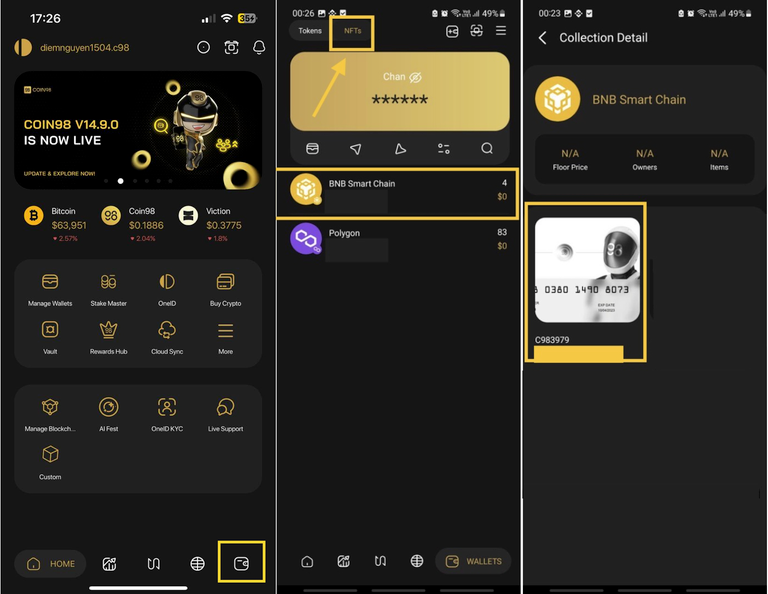 17:26
35
diemnguyen1504.c98
COIN98
COIN98 V14.9.0
IS NOW LIVE
UPDATE & EXPLORE NOW!
Bitcoin
$63,951
▼ 2.57%
Coin98
$0.1886
▼ 2.04%
Viction
$0.3775
▼ 1.8%
Manage Wallets
Stake Master
OneID
Buy Crypto
Vault
Rewards Hub
Cloud Sync
More
Manage Blockch...
AI Fest
OneID KYC
Live Support
Custom
HOME
00:26
49%
Tokens
NFTs
Chan
******
BNB Smart Chain
4
$0
Polygon
83
$0
WALLETS
00:23
49%
Collection Detail
BNB Smart Chain
N/A
Floor Price
N/A
Owners
N/A
Items
0380 1490 8073
C983979